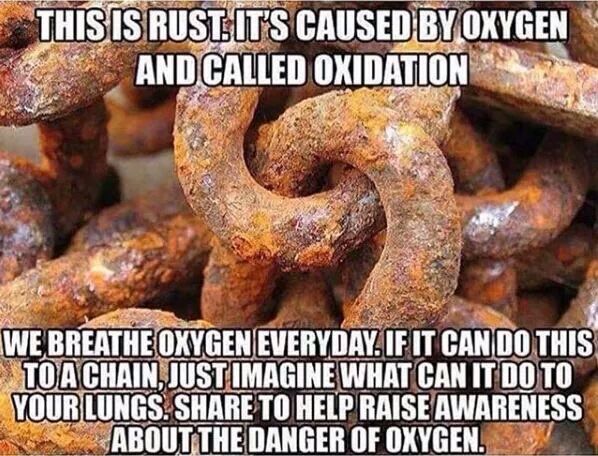 THIS IS RUST. IT'S CAUSED BY OXYGEN
AND CALLED OXIDATION
WE BREATHE OXYGEN EVERYDAY. IF IT CAN DO THIS
TO A CHAIN, JUST IMAGINE WHAT CAN IT DO TO
YOUR LUNGS. SHARE TO HELP RAISE AWARENESS
ABOUT THE DANGER OF OXYGEN.